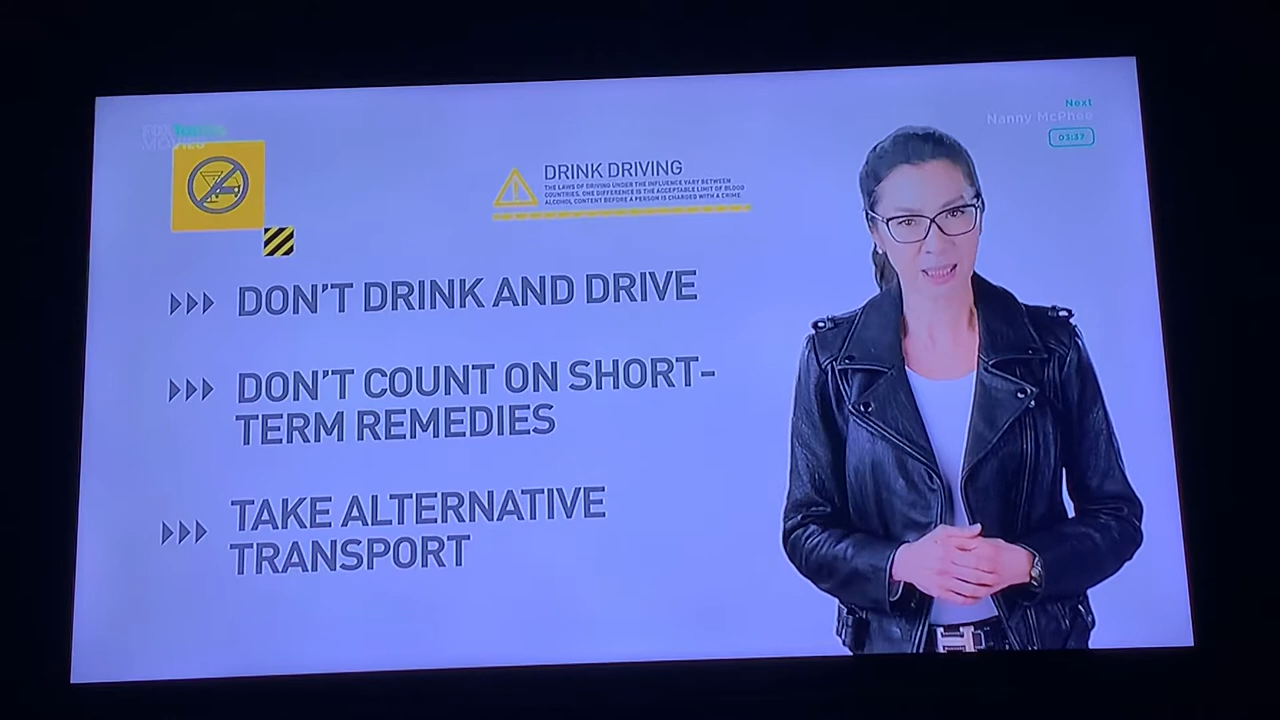 FOX
MOVIES
Next
Nanny McPhee
03:37
DRINK DRIVING
THE LAWS OF DRIVING UNDER THE INFLUENCE VARY BETWEEN
COUNTRIES. ONE DIFFERENCE IS THE ACCEPTABLE LIMIT OF BLOOD
ALCOHOL CONTENT BEFORE A PERSON IS CHARGED WITH A CRIME.
DON'T DRINK AND DRIVE
DON'T COUNT ON SHORT-
TERM REMEDIES
TAKE ALTERNATIVE
TRANSPORT